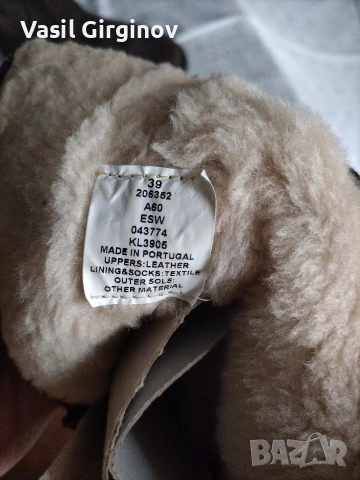 Vasil Girginov
39
206352
A60
ESW
043774
KL3905
MADE IN PORTUGAL
UPPERS:LEATHER
LINING&SOCKS:TEXTILE
OUTER SOLE:
OTHER MATERIAL
BAZAR